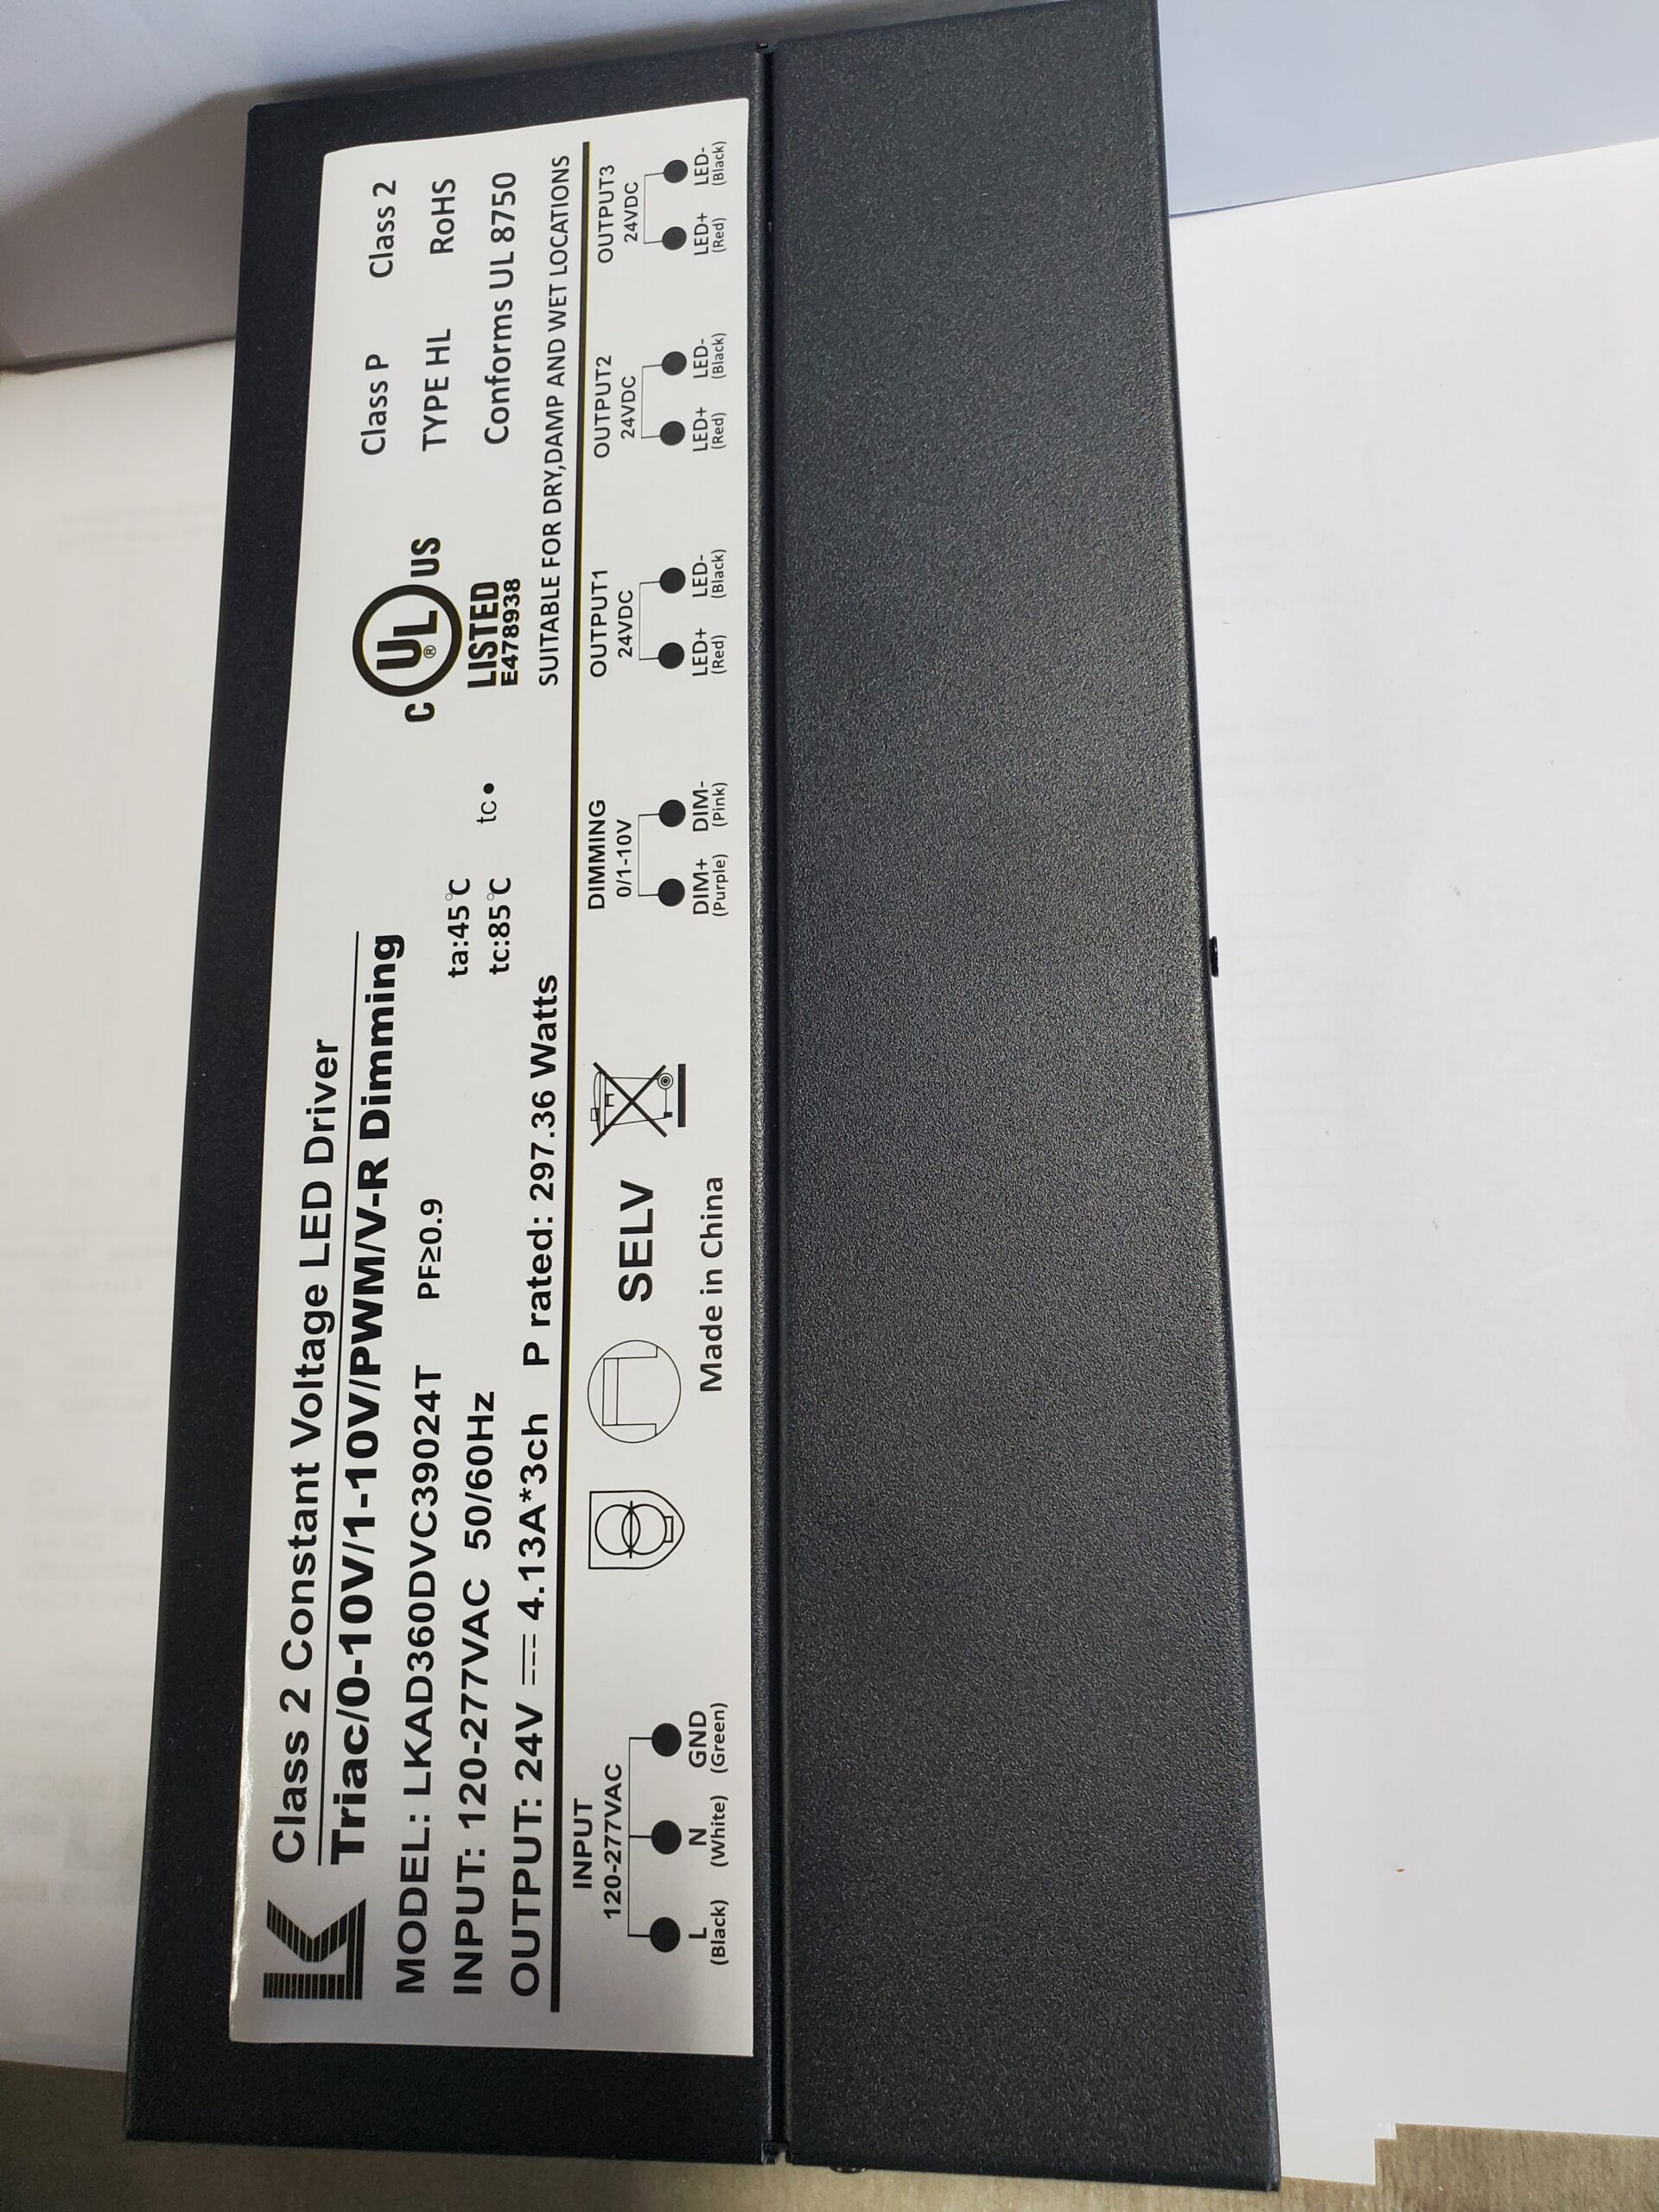 LK
Class 2 Constant Voltage LED Driver
Triac/0-10V/1-10V/PWM/V-R Dimming
MODEL: LKAD360DVC39024T PF≥0.9
INPUT: 120-277VAC 50/60Hz
OUTPUT: 24V ⎓ 4.13A*3ch P rated: 297.36 Watts
ta:45℃
tc:85℃ tc•
c UL® US
LISTED
E478938
Class P Class 2
TYPE HL RoHS
Conforms UL 8750
SUITABLE FOR DRY,DAMP AND WET LOCATIONS
INPUT
120-277VAC
L N GND
(Black) (White) (Green)
SELV
Made in China
DIMMING
0/1-10V
DIM+ DIM-
(Purple) (Pink)
OUTPUT1
24VDC
LED+ LED-
(Red) (Black)
OUTPUT2
24VDC
LED+ LED-
(Red) (Black)
OUTPUT3
24VDC
LED+ LED-
(Red) (Black)